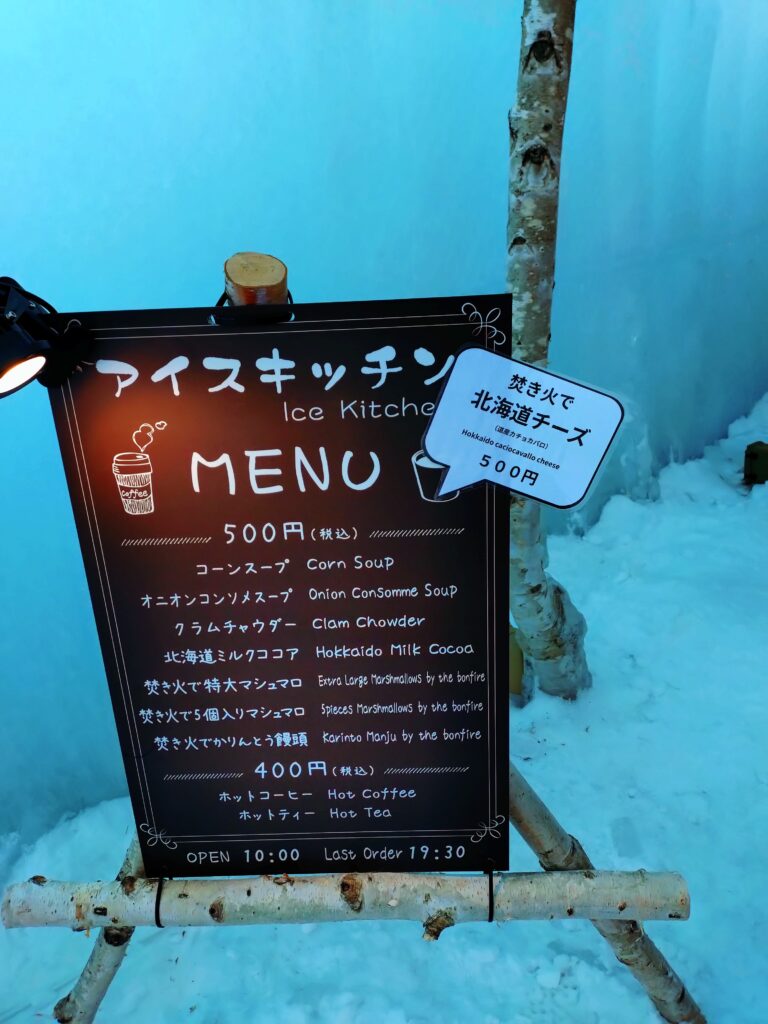 アイスキッチン
Ice Kitche
MENU
Coffee
焚き火で
北海道チーズ
(道産カチョカバロ)
Hokkaido caciocavallo cheese
500円
500円(税込)
コーンスープ Corn Soup
オニオンコンソメスープ Onion Consomme Soup
クラムチャウダー Clam Chowder
北海道ミルクココア Hokkaido Milk Cocoa
焚き火で特大マシュマロ Extra Large Marshmallows by the bonfire
焚き火で5個入りマシュマロ 5pieces Marshmallows by the bonfire
焚き火でかりんとう饅頭 Karinto Manju by the bonfire
400円(税込)
ホットコーヒー Hot Coffee
ホットティー Hot Tea
OPEN 10:00 Last Order 19:30